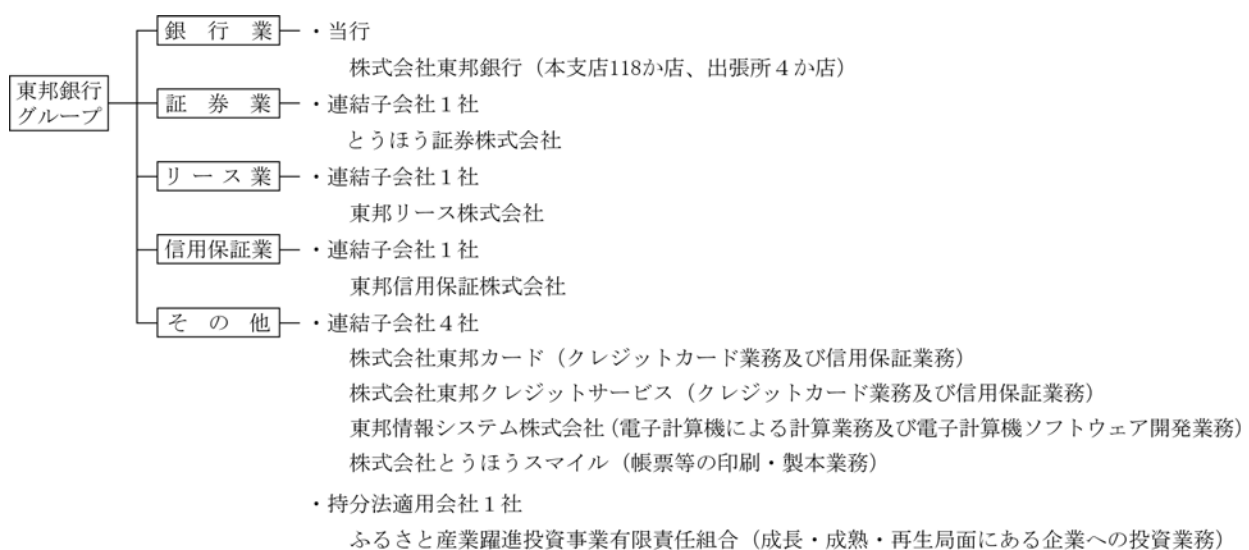 東邦銀行
グループ
銀行業 ・当行
株式会社東邦銀行（本支店118か店、出張所４か店）
証券業 ・連結子会社１社
とうほう証券株式会社
リース業 ・連結子会社１社
東邦リース株式会社
信用保証業 ・連結子会社１社
東邦信用保証株式会社
その他 ・連結子会社４社
株式会社東邦カード（クレジットカード業務及び信用保証業務）
株式会社東邦クレジットサービス（クレジットカード業務及び信用保証業務）
東邦情報システム株式会社（電子計算機による計算業務及び電子計算機ソフトウェア開発業務）
株式会社とうほうスマイル（帳票等の印刷・製本業務）
・持分法適用会社１社
ふるさと産業躍進投資事業有限責任組合（成長・成熟・再生局面にある企業への投資業務）